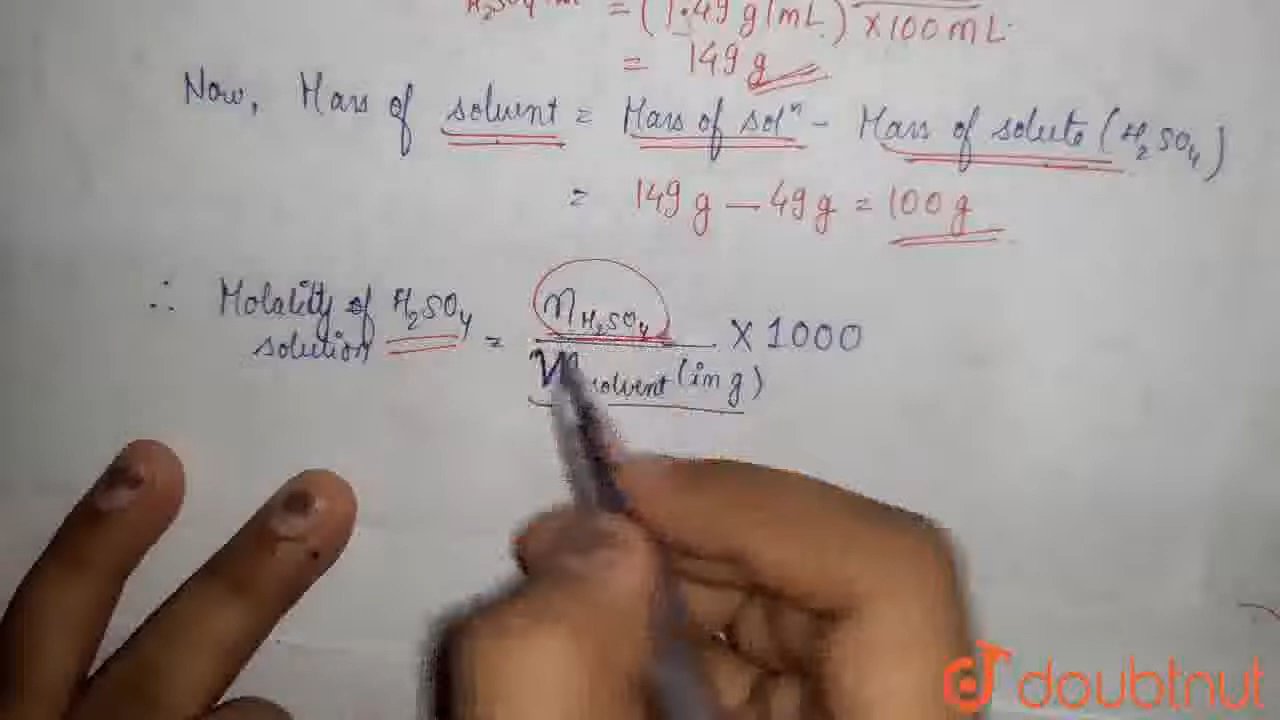 H₂SO₄ = (1.49 g/mL) × 100 mL
= 149 g
Now, Mass of solvent = Mass of solⁿ - Mass of solute (H₂SO₄)
= 149 g — 49 g = 100 g
∴ Molality of H₂SO₄ solution = n H₂SO₄ × 1000
solvent (in g)
doubtnut